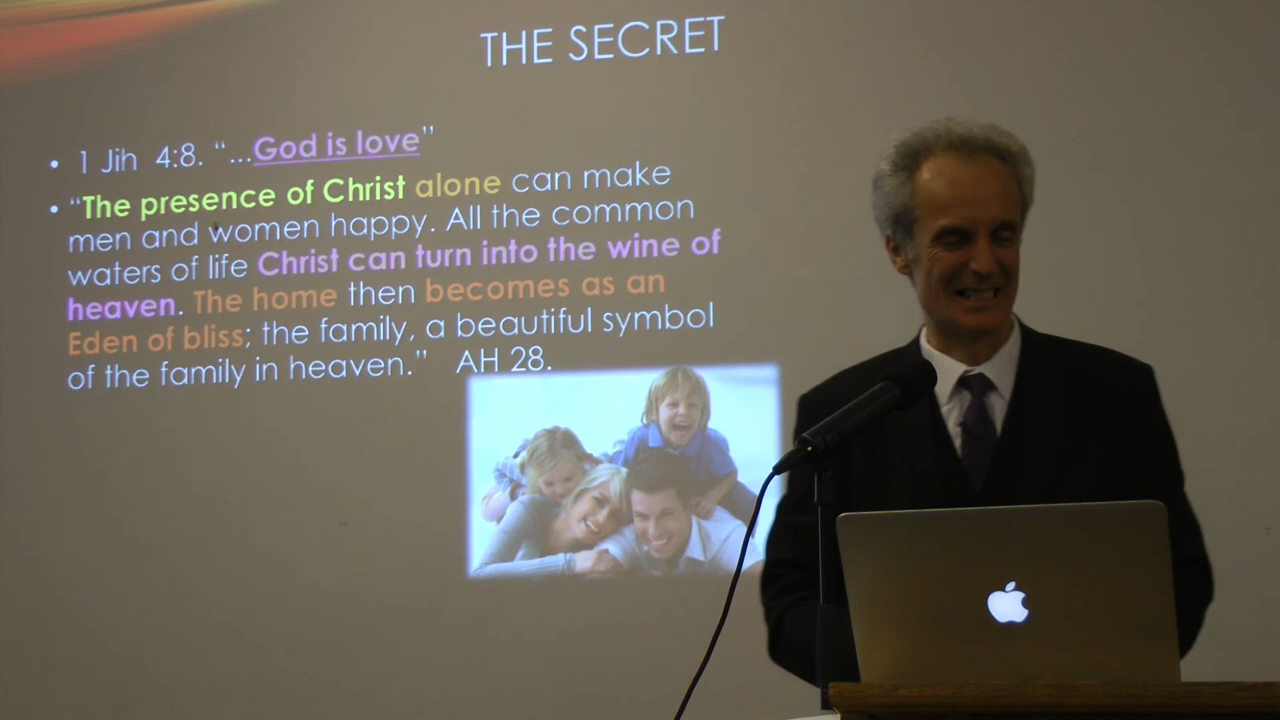 THE SECRET
• 1 Jih 4:8. “...God is love”
• “The presence of Christ alone can make
men and women happy. All the common
waters of life Christ can turn into the wine of
heaven. The home then becomes as an
Eden of bliss; the family, a beautiful symbol
of the family in heaven.” AH 28.